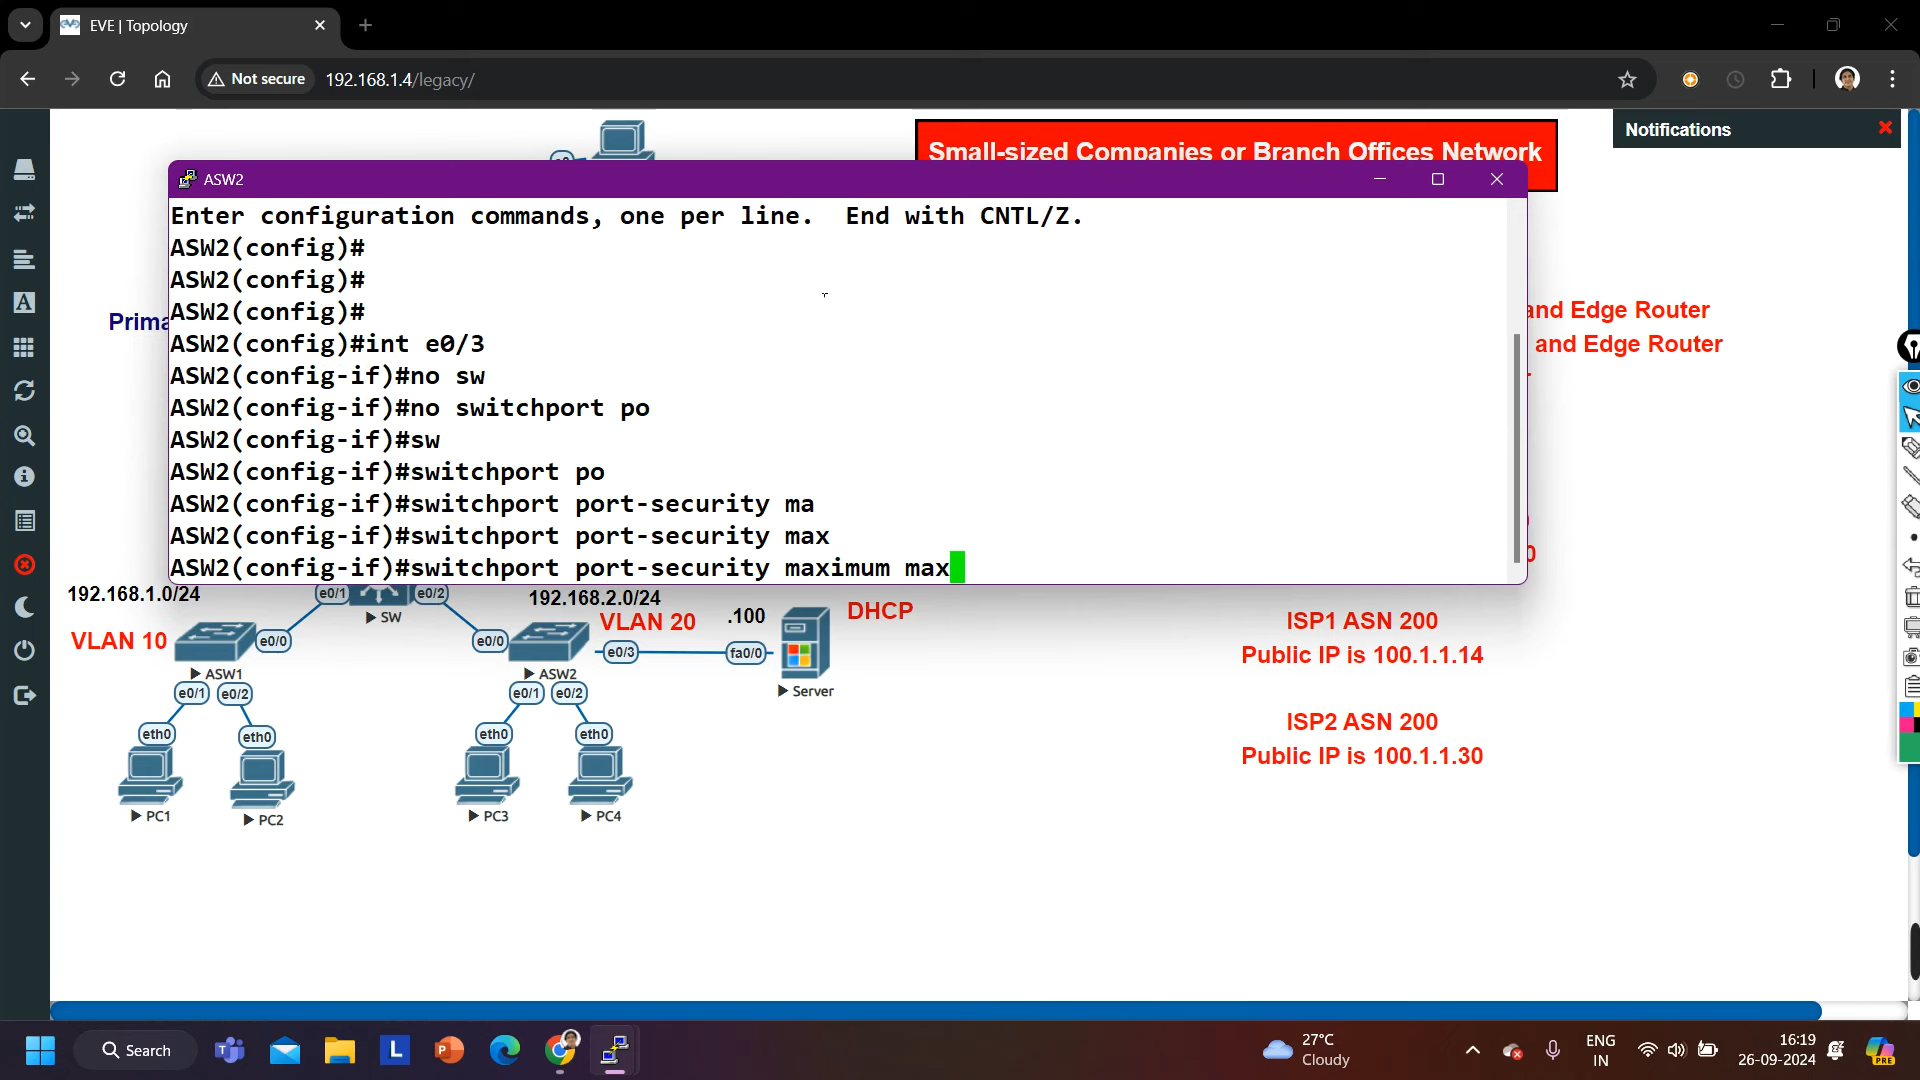 EVE | Topology
Not secure
192.168.1.4/legacy/
Notifications
Small-sized Companies or Branch Offices Network
ASW2
Enter configuration commands, one per line.  End with CNTL/Z.
ASW2(config)#
ASW2(config)#
ASW2(config)#
ASW2(config)#int e0/3
ASW2(config-if)#no sw
ASW2(config-if)#no switchport po
ASW2(config-if)#sw
ASW2(config-if)#switchport po
ASW2(config-if)#switchport port-security ma
ASW2(config-if)#switchport port-security max
ASW2(config-if)#switchport port-security maximum max
and Edge Router
and Edge Router
192.168.1.0/24
e0/1
e0/2
SW
192.168.2.0/24
VLAN 20
.100
DHCP
VLAN 10
e0/0
e0/0
e0/3
fa0/0
ASW1
ASW2
Server
e0/1
e0/2
e0/1
e0/2
eth0
eth0
eth0
eth0
PC1
PC2
PC3
PC4
ISP1 ASN 200
Public IP is 100.1.1.14
ISP2 ASN 200
Public IP is 100.1.1.30
Search
27°C
Cloudy
ENG
IN
16:19
26-09-2024
PRE